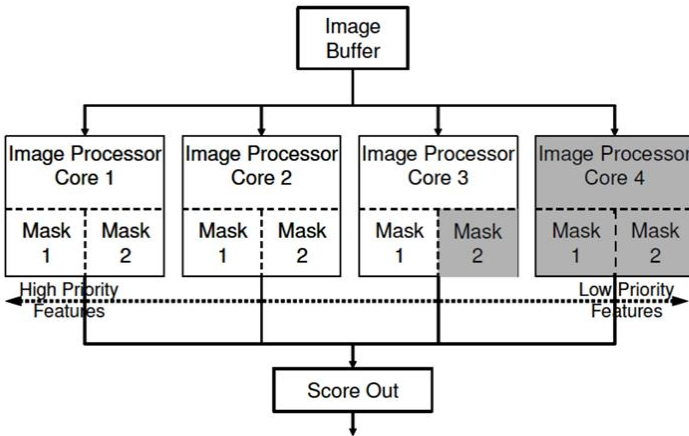 Image
Buffer
Image Processor
Core 1
Image Processor
Core 2
Image Processor
Core 3
Image Processor
Core 4
Mask
1
Mask
2
Mask
1
Mask
2
Mask
1
Mask
2
Mask
1
Mask
2
High Priority
Features
Low Priority
Features
Score Out